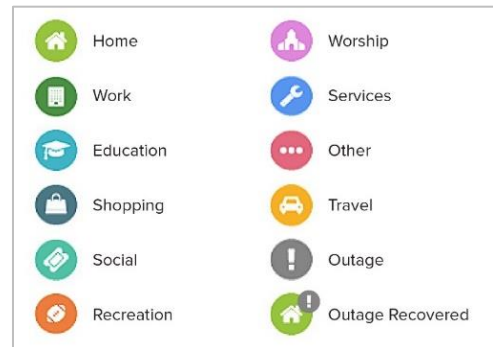 Home
Work
Education
Shopping
Social
Recreation
Worship
Services
Other
Travel
Outage
Outage Recovered